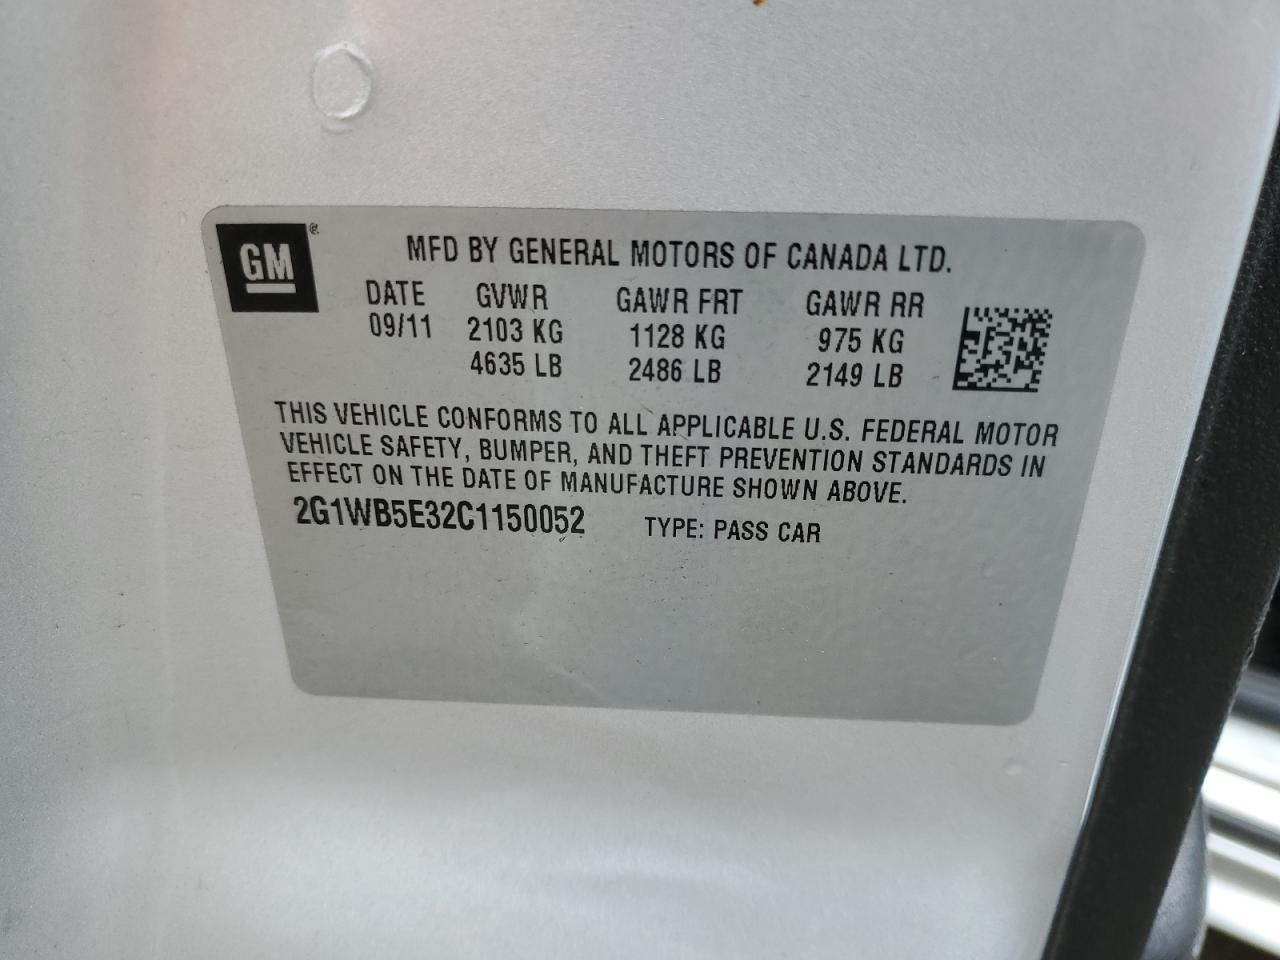 GM®
MFD BY GENERAL MOTORS OF CANADA LTD.
DATE GVWR GAWR FRT GAWR RR
09/11 2103 KG 1128 KG 975 KG
4635 LB 2486 LB 2149 LB
THIS VEHICLE CONFORMS TO ALL APPLICABLE U.S. FEDERAL MOTOR
VEHICLE SAFETY, BUMPER, AND THEFT PREVENTION STANDARDS IN
EFFECT ON THE DATE OF MANUFACTURE SHOWN ABOVE.
2G1WB5E32C1150052 TYPE: PASS CAR